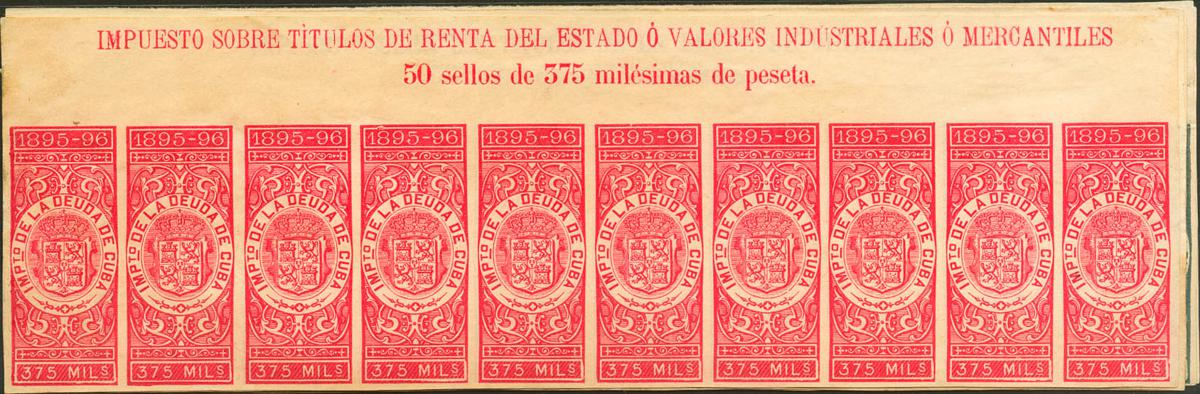 IMPUESTO SOBRE TÍTULOS DE RENTA DEL ESTADO Ó VALORES INDUSTRIALES Ó MERCANTILES
50 sellos de 375 milésimas de peseta.
1895-96 1895-96 1895-96 1895-96 1895-96 1895-96 1895-96 1895-96 1895-96 1895-96
IMPTO DE LA DEUDA DE CUBA IMPTO DE LA DEUDA DE CUBA IMPTO DE LA DEUDA DE CUBA IMPTO DE LA DEUDA DE CUBA IMPTO DE LA DEUDA DE CUBA IMPTO DE LA DEUDA DE CUBA IMPTO DE LA DEUDA DE CUBA IMPTO DE LA DEUDA DE CUBA IMPTO DE LA DEUDA DE CUBA IMPTO DE LA DEUDA DE CUBA
375 MILS 375 MILS 375 MILS 375 MILS 375 MILS 375 MILS 375 MILS 375 MILS 375 MILS 375 MILS